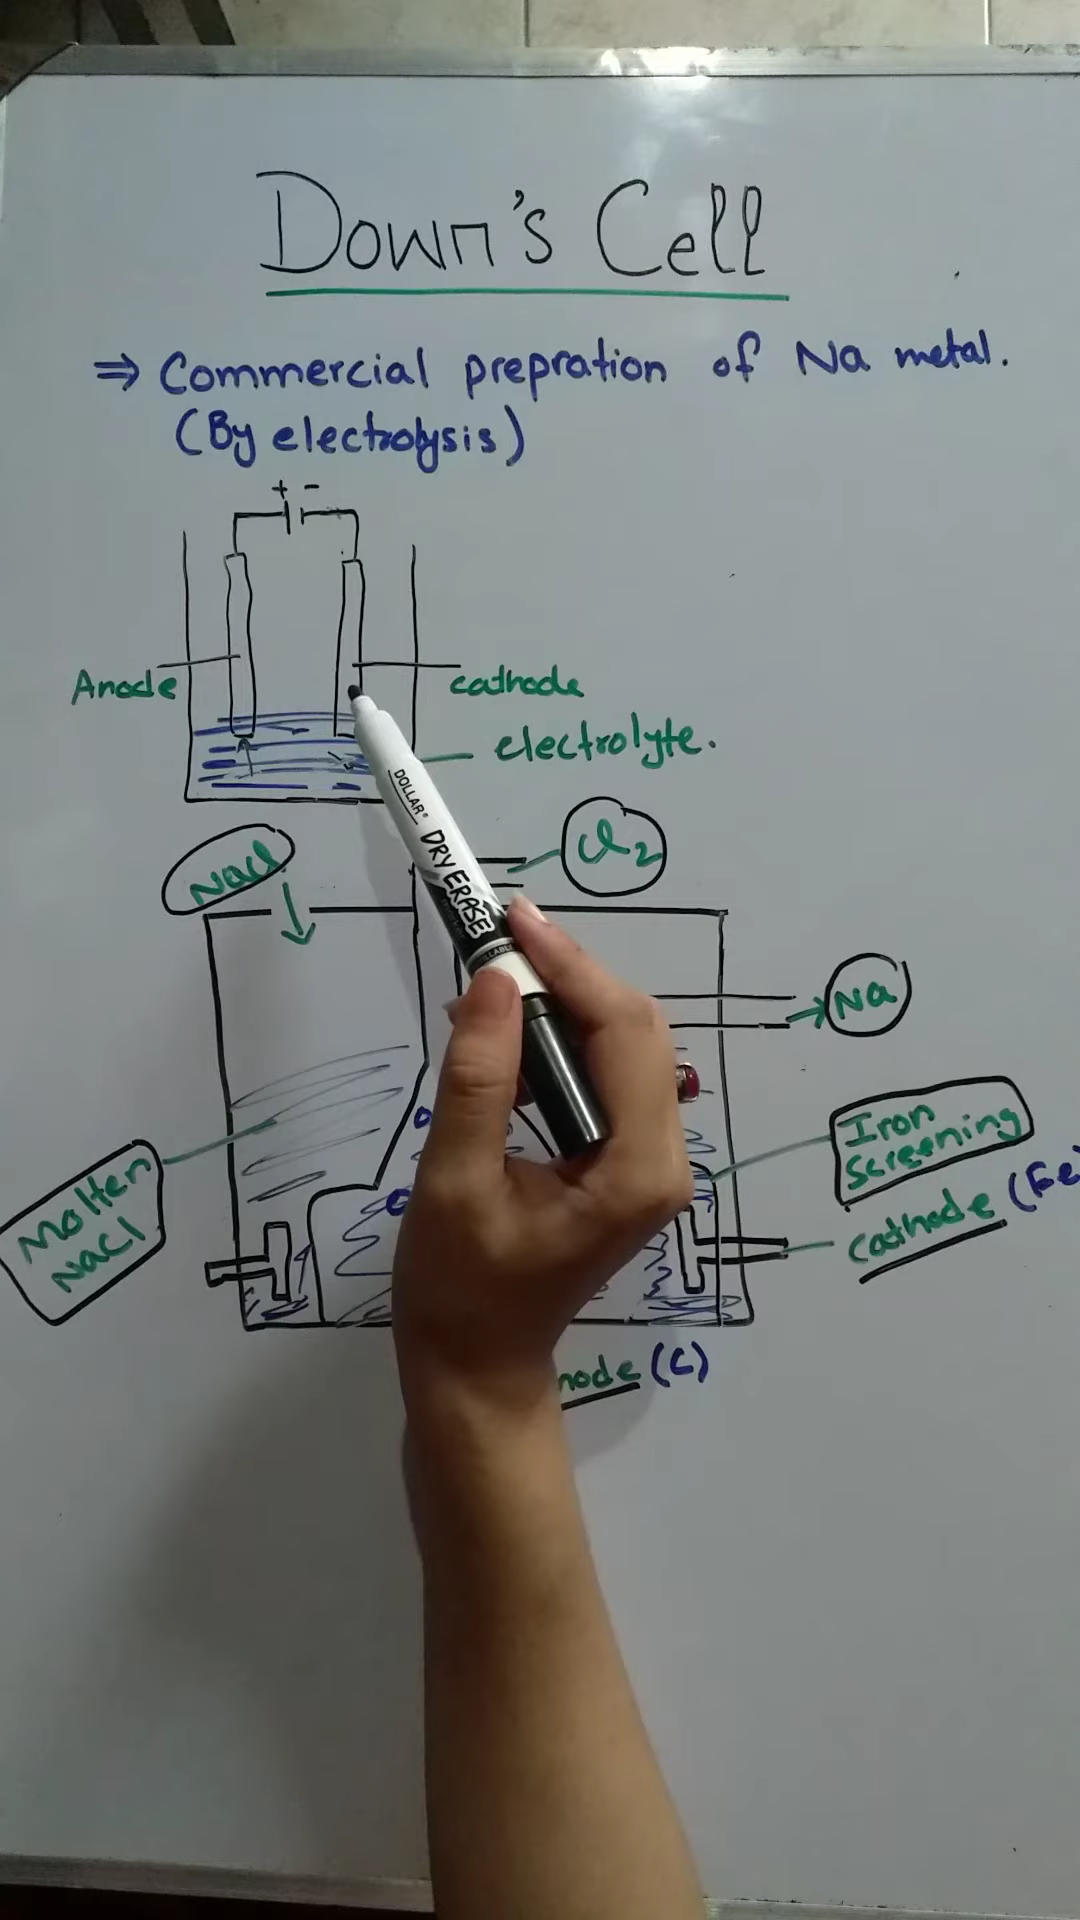 Down's Cell
⇒ Commercial prepration of Na metal.
(By electrolysis)
+ -
Anode
cathode
electrolyte.
DOLLAR®
DRY ERASE
NaCl
Cl2
Na
Molten
NaCl
Iron
Screening
cathode (Fe)
node (C)